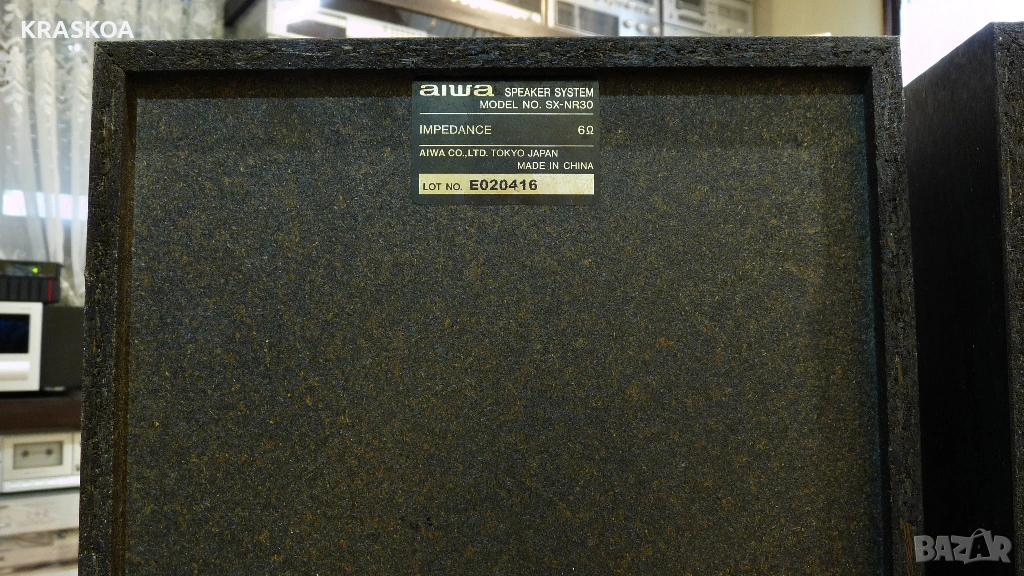 KRASKOA
aiwa SPEAKER SYSTEM
MODEL NO. SX-NR30
IMPEDANCE 6Ω
AIWA CO.,LTD. TOKYO JAPAN
MADE IN CHINA
LOT NO. E020416
BAZAR